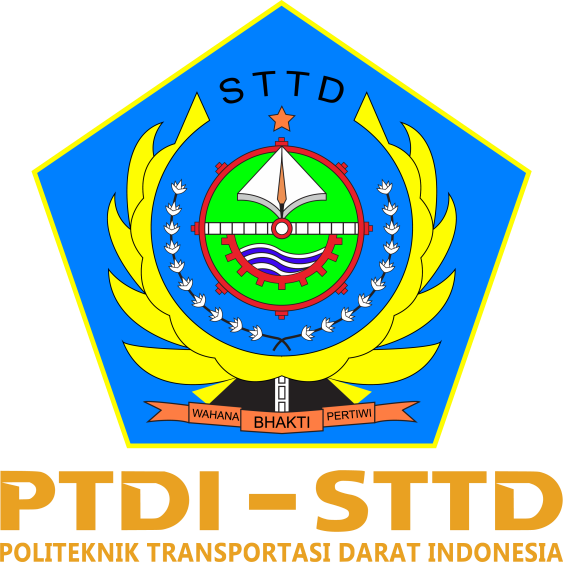 STTD
WAHANA BHAKTI PERTIWI
PTDI - STTD
POLITEKNIK TRANSPORTASI DARAT INDONESIA